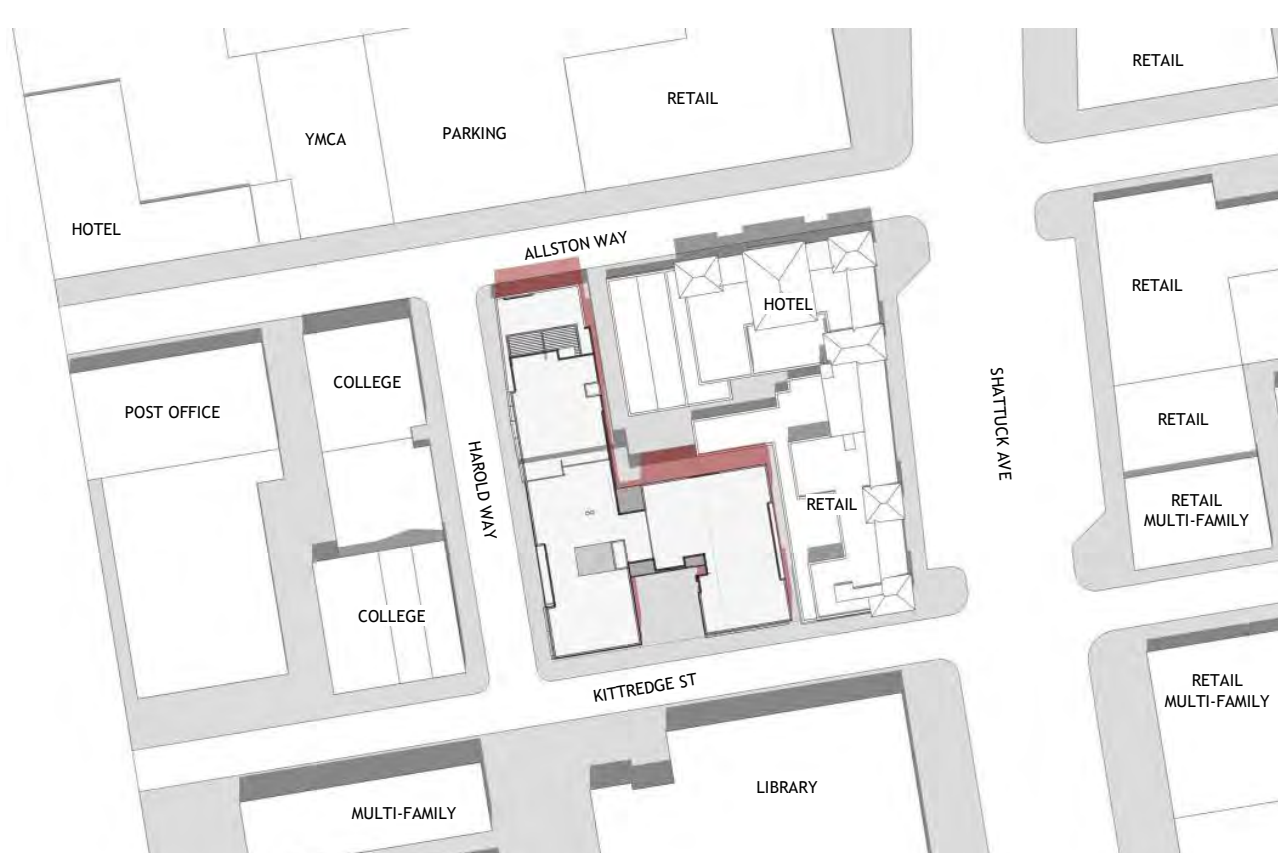 RETAIL
RETAIL
YMCA
PARKING
HOTEL
ALLSTON WAY
HOTEL
RETAIL
COLLEGE
POST OFFICE
HAROLD WAY
SHATTUCK AVE
RETAIL
RETAIL
RETAIL
MULTI-FAMILY
COLLEGE
KITTREDGE ST
RETAIL
MULTI-FAMILY
LIBRARY
MULTI-FAMILY